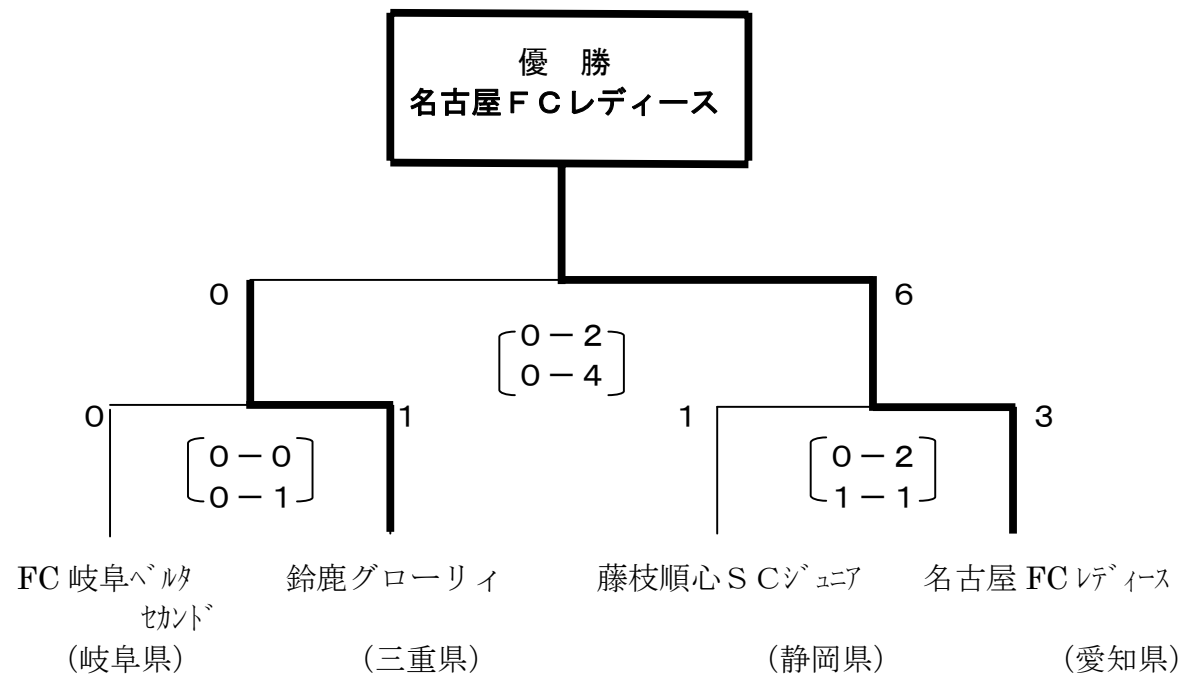 優　勝
名古屋ＦＣレディース
０ ６
０－２
０－４
０ １ １ ３
０－０ ０－２
０－１ １－１
FC 岐阜ﾍﾞﾙﾀ 鈴鹿グローリィ 藤枝順心ＳＣｼﾞｭﾆｱ 名古屋 FC ﾚﾃﾞｨｰｽ
ｾｶﾝﾄﾞ
（岐阜県） （三重県） （静岡県） （愛知県）